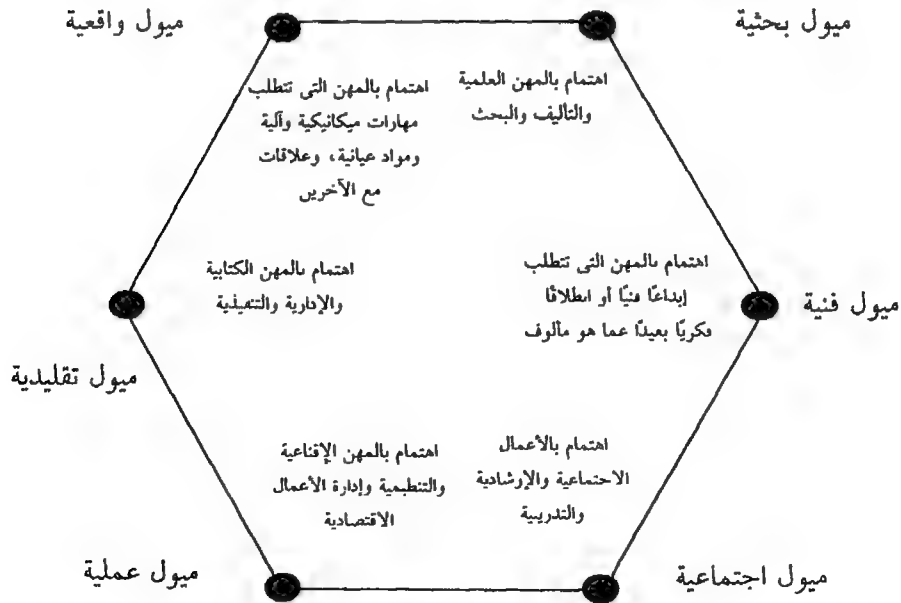 ميول بحثية
ميول واقعية
اهتمام بالمهن العلمية
والتأليف والبحث
اهتمام بالمهن التى تتطلب
مهارات ميكانيكية وآلية
ومواد عيانية، وعلاقات
مع الآخرين
اهتمام بالمهن التى تتطلب
إبداعًا فنيًا أو انطلاقًا
فكريًا بعيدًا عما هو مألوف
ميول فنية
اهتمام بالمهن الكتابية
والإدارية والتنفيذية
ميول تقليدية
اهتمام بالأعمال
الاجتماعية والإرشادية
والتدريبية
اهتمام بالمهن الإقناعية
والتنظيمية وإدارة الأعمال
الاقتصادية
ميول اجتماعية
ميول عملية